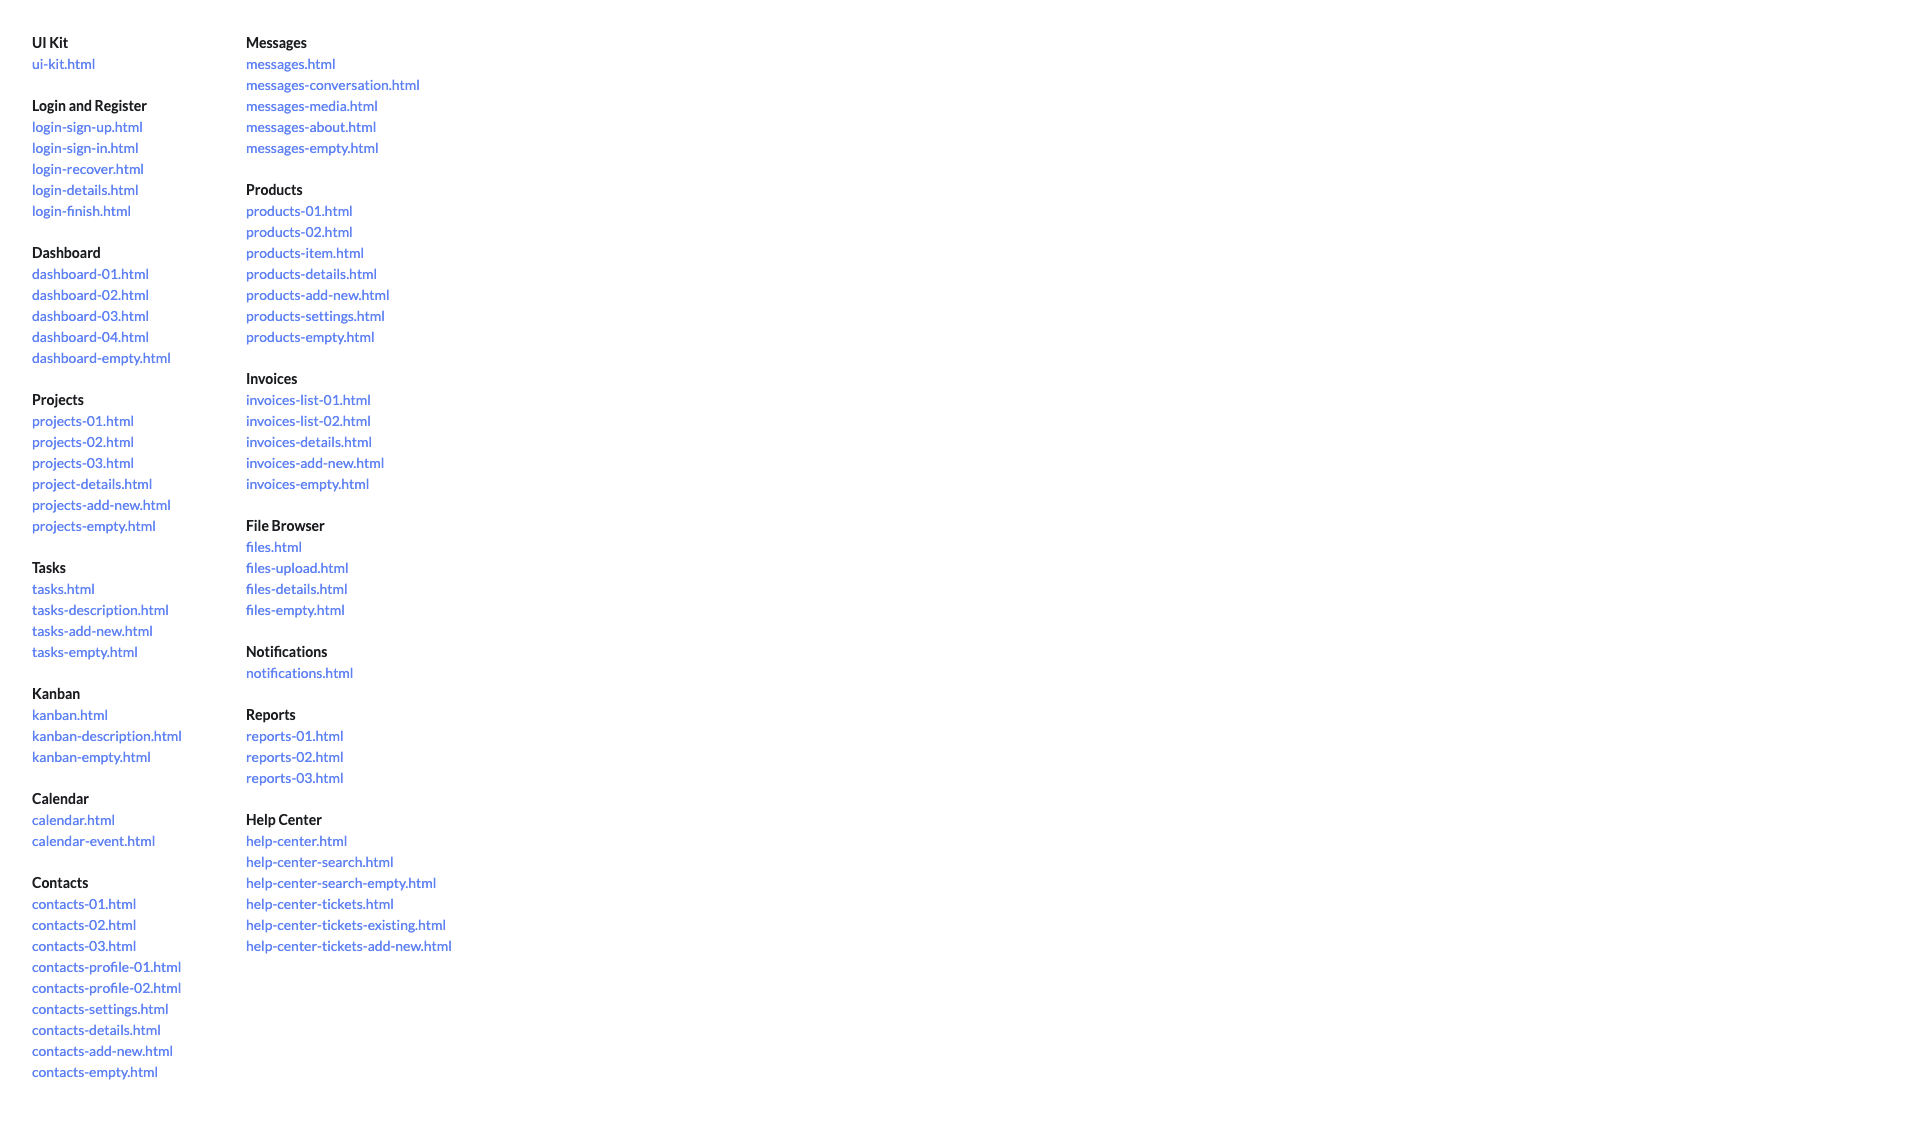 UI Kit
ui-kit.html
Login and Register
login-sign-up.html
login-sign-in.html
login-recover.html
login-details.html
login-finish.html
Dashboard
dashboard-01.html
dashboard-02.html
dashboard-03.html
dashboard-04.html
dashboard-empty.html
Projects
projects-01.html
projects-02.html
projects-03.html
project-details.html
projects-add-new.html
projects-empty.html
Tasks
tasks.html
tasks-description.html
tasks-add-new.html
tasks-empty.html
Kanban
kanban.html
kanban-description.html
kanban-empty.html
Calendar
calendar.html
calendar-event.html
Contacts
contacts-01.html
contacts-02.html
contacts-03.html
contacts-profile-01.html
contacts-profile-02.html
contacts-settings.html
contacts-details.html
contacts-add-new.html
contacts-empty.html
Messages
messages.html
messages-conversation.html
messages-media.html
messages-about.html
messages-empty.html
Products
products-01.html
products-02.html
products-item.html
products-details.html
products-add-new.html
products-settings.html
products-empty.html
Invoices
invoices-list-01.html
invoices-list-02.html
invoices-details.html
invoices-add-new.html
invoices-empty.html
File Browser
files.html
files-upload.html
files-details.html
files-empty.html
Notifications
notifications.html
Reports
reports-01.html
reports-02.html
reports-03.html
Help Center
help-center.html
help-center-search.html
help-center-search-empty.html
help-center-tickets.html
help-center-tickets-existing.html
help-center-tickets-add-new.html